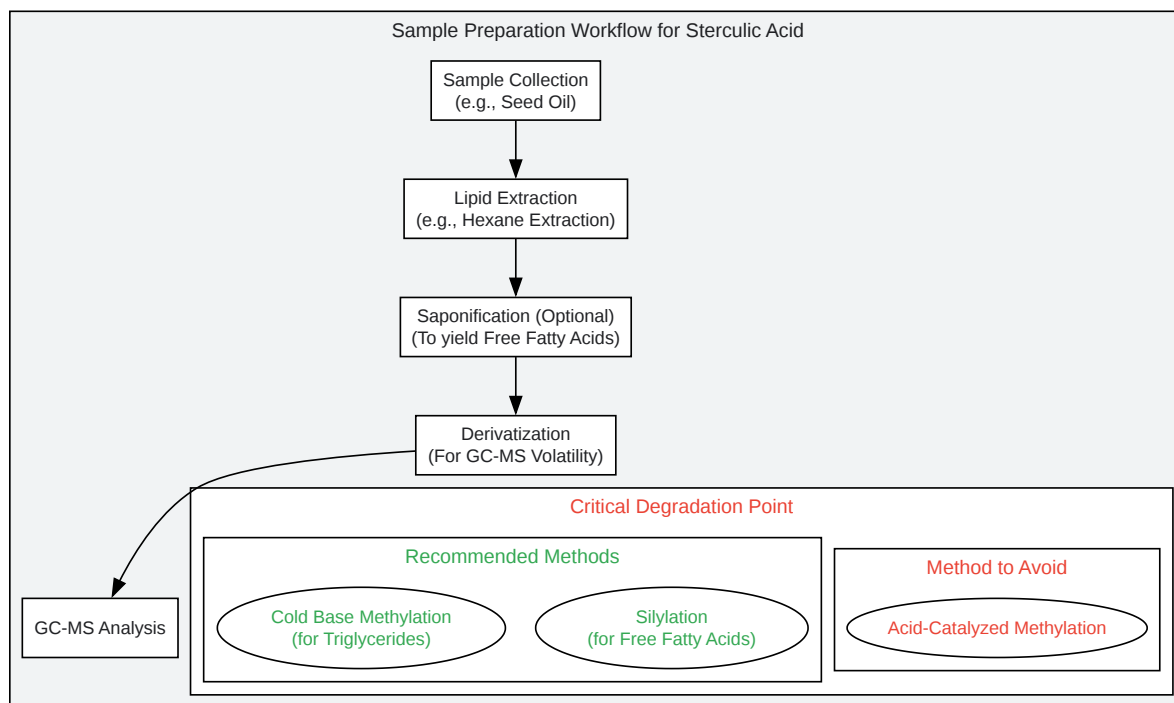 Sample Preparation Workflow for Sterculic Acid
Sample Collection
(e.g., Seed Oil)
Lipid Extraction
(e.g., Hexane Extraction)
Saponification (Optional)
(To yield Free Fatty Acids)
Derivatization
(For GC-MS Volatility)
Critical Degradation Point
Recommended Methods
Cold Base Methylation
(for Triglycerides)
Silylation
(for Free Fatty Acids)
Method to Avoid
Acid-Catalyzed Methylation
GC-MS Analysis